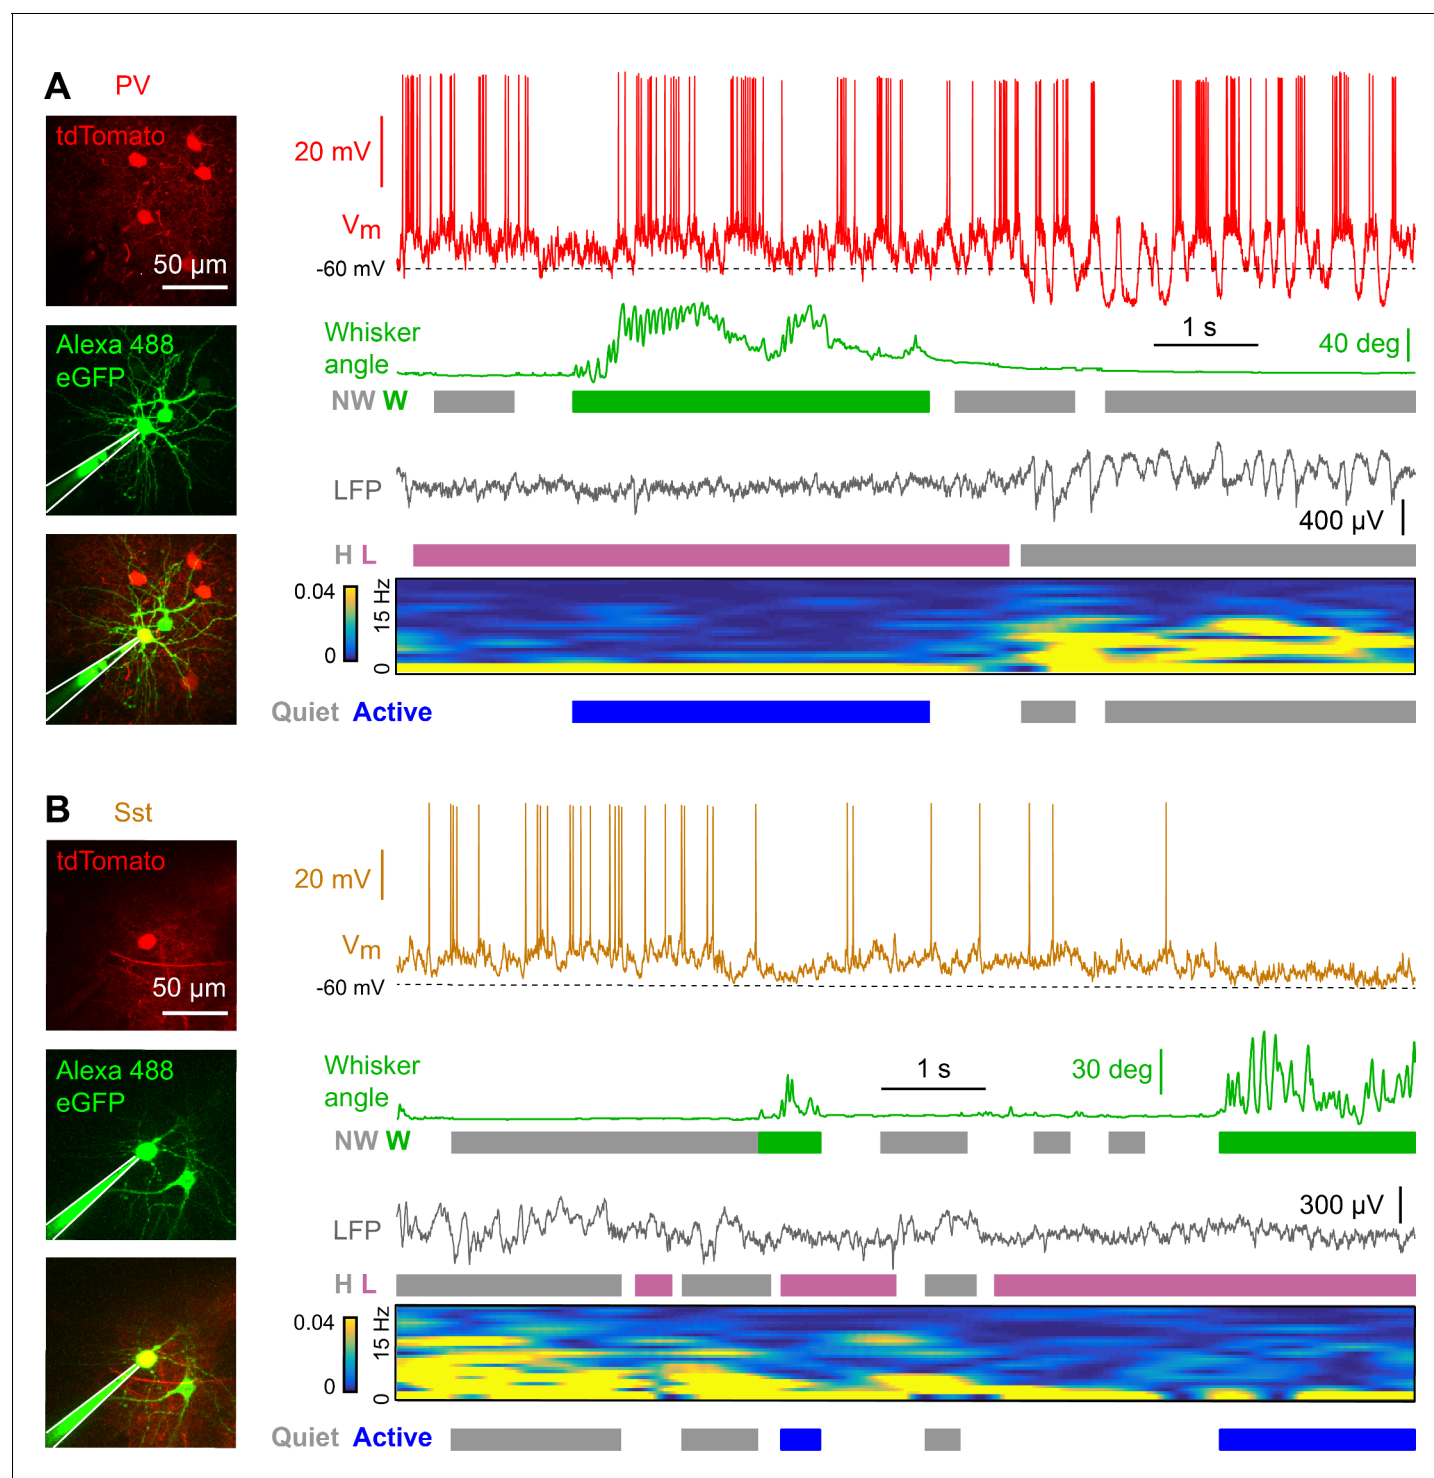 A PV
tdTomato
50 µm
Alexa 488
eGFP
20 mV
Vm
-60 mV
Whisker
angle
1 s
40 deg
NW W
LFP
400 µV
H L
0.04
0
15 Hz
0
Quiet Active
B Sst
tdTomato
50 µm
Alexa 488
eGFP
20 mV
Vm
-60 mV
Whisker
angle
1 s
30 deg
NW W
LFP
300 µV
H L
0.04
0
15 Hz
0
Quiet Active